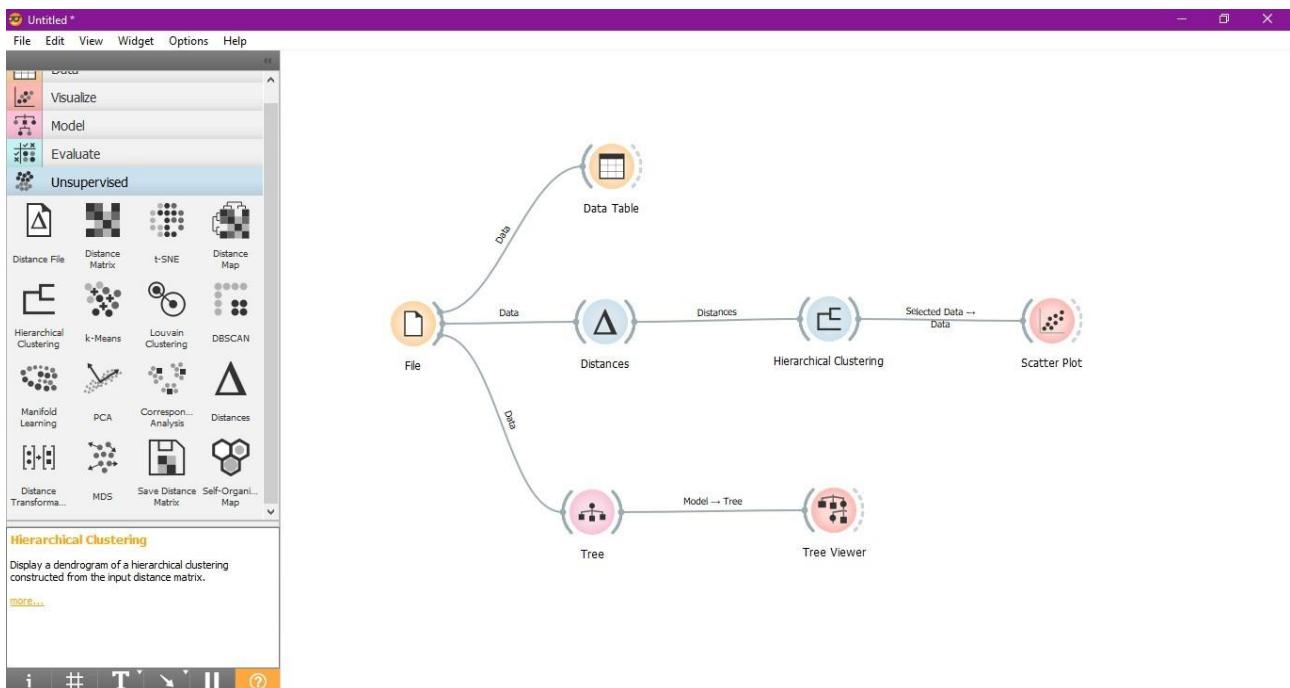 Untitled *
File Edit View Widget Options Help
Visualize
Model
Evaluate
Unsupervised
Distance File
Distance
Matrix
t-SNE
Distance
Map
Hierarchical
Clustering
k-Means
Louvain
Clustering
DBSCAN
Manifold
Learning
PCA
Correspon...
Analysis
Distances
Distance
Transforma...
MDS
Save Distance
Matrix
Self-Organi...
Map
Hierarchical Clustering
Display a dendrogram of a hierarchical clustering
constructed from the input distance matrix.
more...
Data
Data Table
File
Data
Distances
Distances
Hierarchical Clustering
Selected Data →
Data
Scatter Plot
Data
Tree
Model → Tree
Tree Viewer